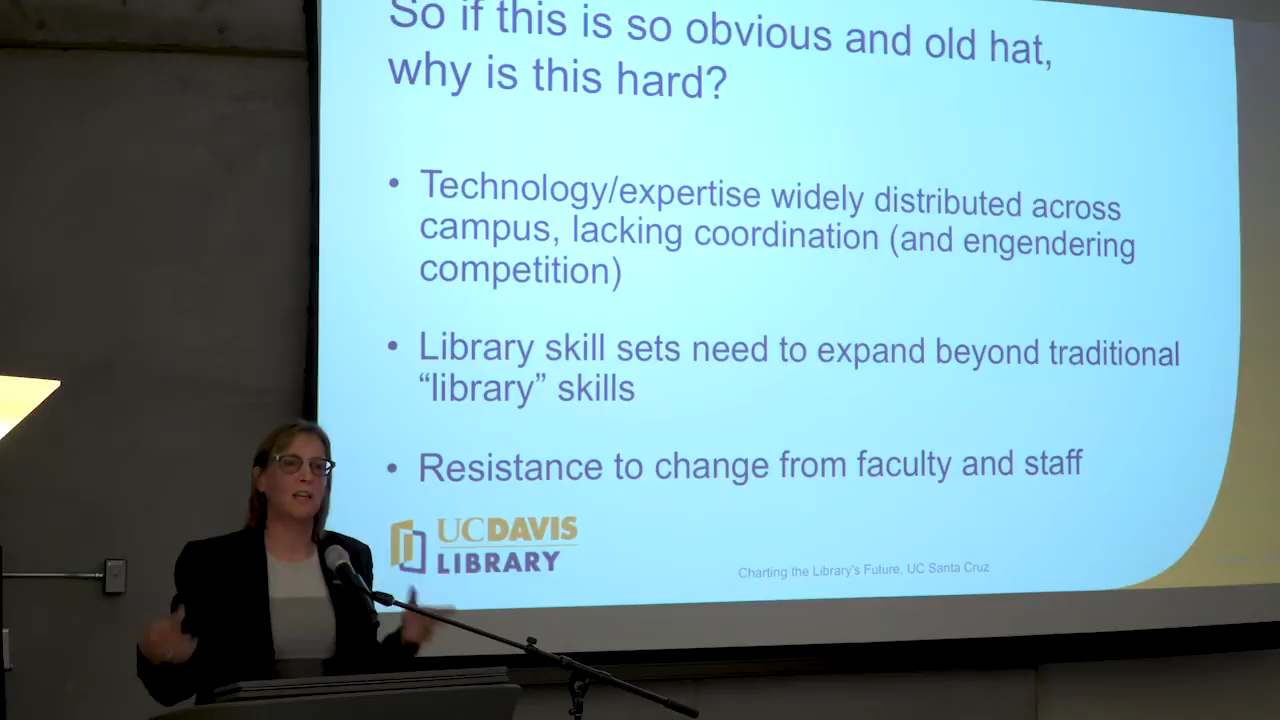 So if this is so obvious and old hat,
why is this hard?
• Technology/expertise widely distributed across
campus, lacking coordination (and engendering
competition)
• Library skill sets need to expand beyond traditional
“library” skills
• Resistance to change from faculty and staff
UCDAVIS
LIBRARY
Charting the Library's Future, UC Santa Cruz